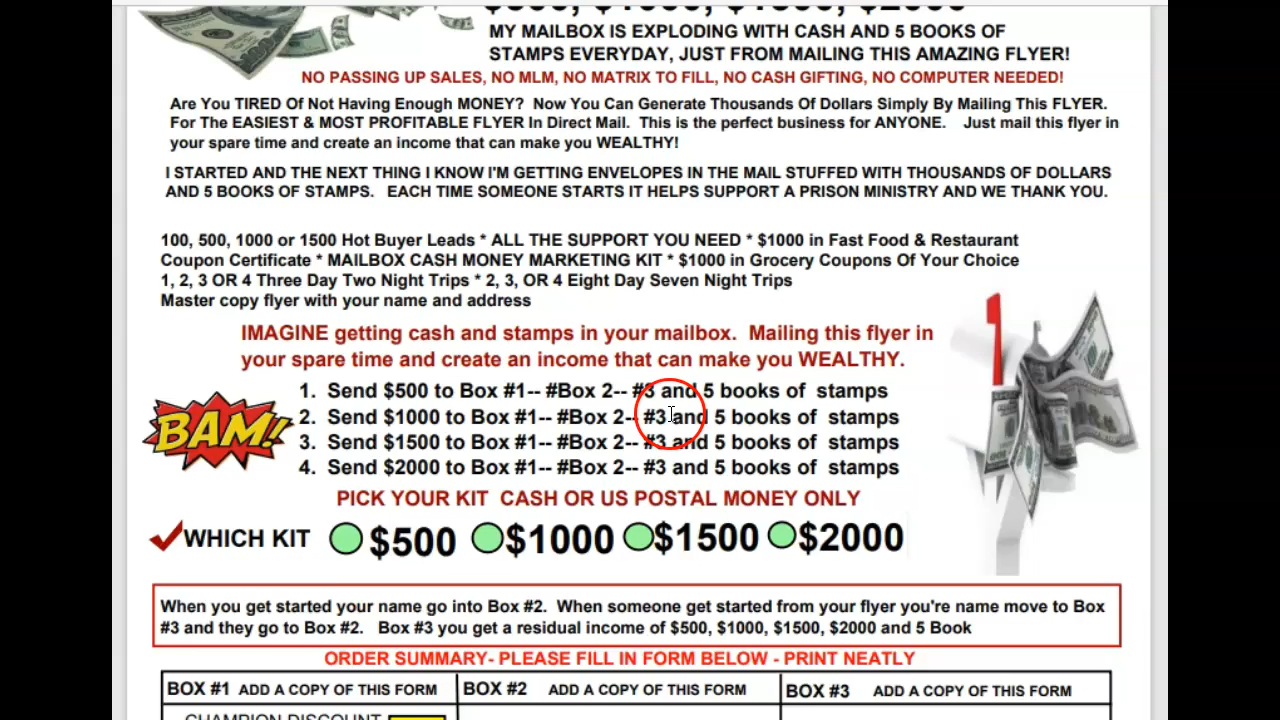 $500, $1000, $1500, $2000
MY MAILBOX IS EXPLODING WITH CASH AND 5 BOOKS OF
STAMPS EVERYDAY, JUST FROM MAILING THIS AMAZING FLYER!
NO PASSING UP SALES, NO MLM, NO MATRIX TO FILL, NO CASH GIFTING, NO COMPUTER NEEDED!
Are You TIRED Of Not Having Enough MONEY? Now You Can Generate Thousands Of Dollars Simply By Mailing This FLYER.
For The EASIEST & MOST PROFITABLE FLYER In Direct Mail. This is the perfect business for ANYONE. Just mail this flyer in
your spare time and create an income that can make you WEALTHY!
I STARTED AND THE NEXT THING I KNOW I'M GETTING ENVELOPES IN THE MAIL STUFFED WITH THOUSANDS OF DOLLARS
AND 5 BOOKS OF STAMPS. EACH TIME SOMEONE STARTS IT HELPS SUPPORT A PRISON MINISTRY AND WE THANK YOU.
100, 500, 1000 or 1500 Hot Buyer Leads * ALL THE SUPPORT YOU NEED * $1000 in Fast Food & Restaurant
Coupon Certificate * MAILBOX CASH MONEY MARKETING KIT * $1000 in Grocery Coupons Of Your Choice
1, 2, 3 OR 4 Three Day Two Night Trips * 2, 3, OR 4 Eight Day Seven Night Trips
Master copy flyer with your name and address
IMAGINE getting cash and stamps in your mailbox. Mailing this flyer in
your spare time and create an income that can make you WEALTHY.
BAM!
1. Send $500 to Box #1-- #Box 2-- #3 and 5 books of stamps
2. Send $1000 to Box #1-- #Box 2-- #3 and 5 books of stamps
3. Send $1500 to Box #1-- #Box 2-- #3 and 5 books of stamps
4. Send $2000 to Box #1-- #Box 2-- #3 and 5 books of stamps
PICK YOUR KIT CASH OR US POSTAL MONEY ONLY
WHICH KIT $500 $1000 $1500 $2000
When you get started your name go into Box #2. When someone get started from your flyer you're name move to Box
#3 and they go to Box #2. Box #3 you get a residual income of $500, $1000, $1500, $2000 and 5 Book
ORDER SUMMARY- PLEASE FILL IN FORM BELOW - PRINT NEATLY
BOX #1 ADD A COPY OF THIS FORM BOX #2 ADD A COPY OF THIS FORM BOX #3 ADD A COPY OF THIS FORM
CHAMPION DISCOUNT